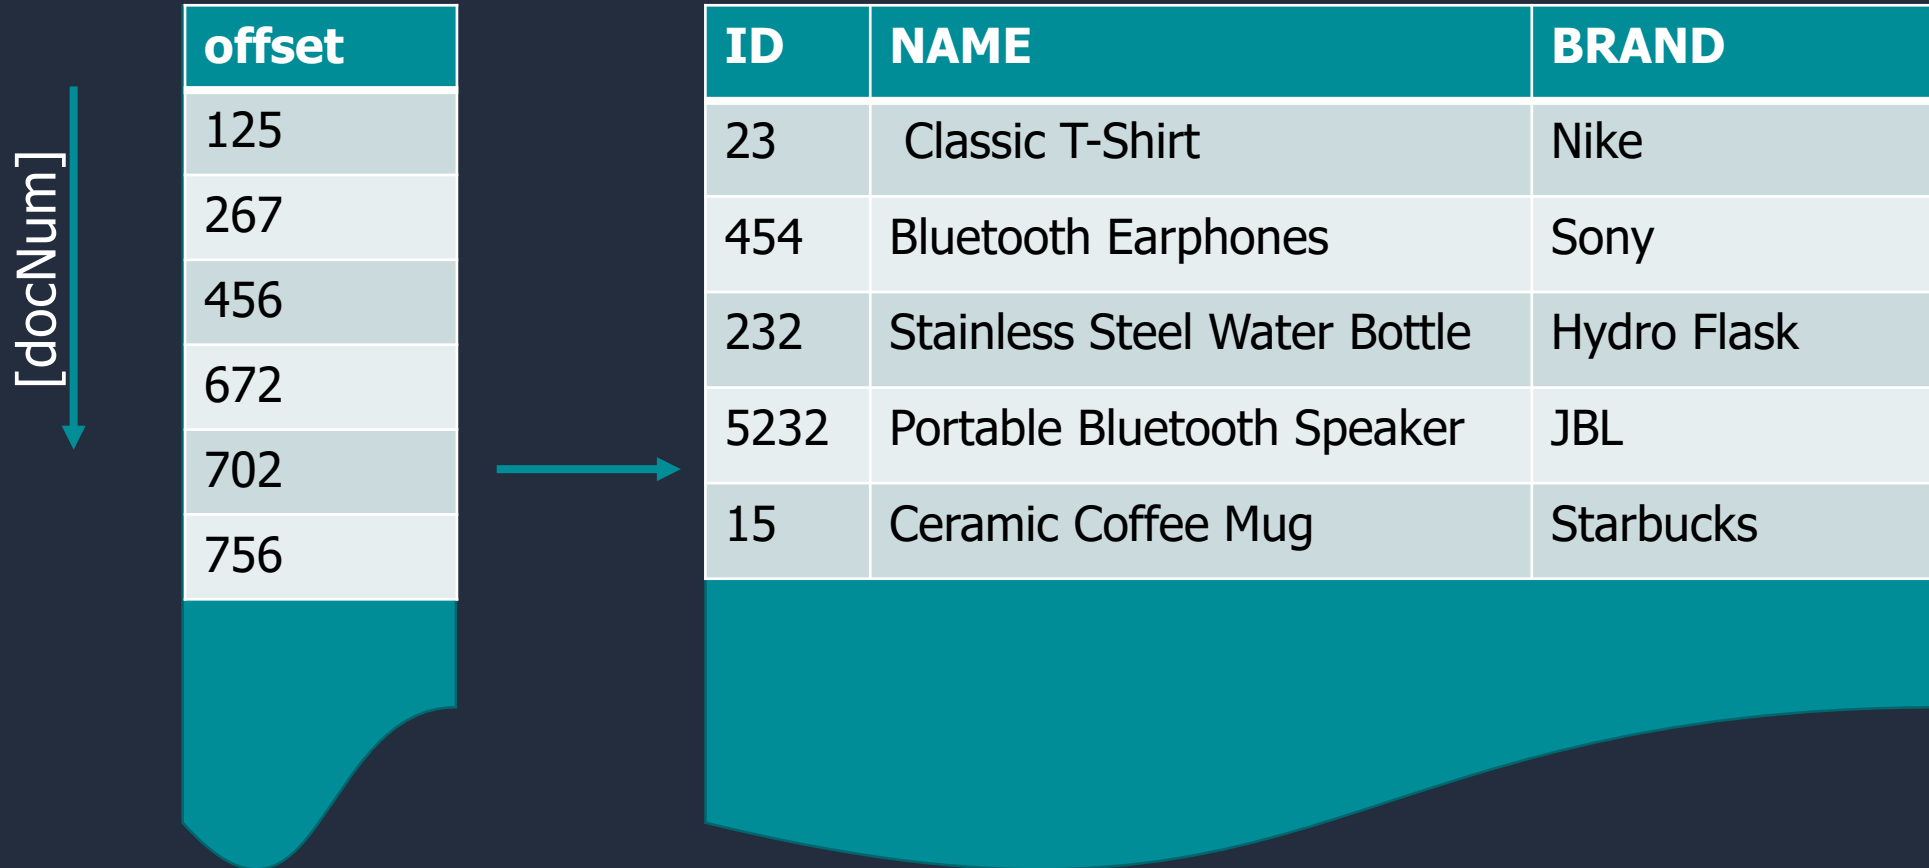 [docNum]
offset
125
267
456
672
702
756
ID NAME BRAND
23 Classic T-Shirt Nike
454 Bluetooth Earphones Sony
232 Stainless Steel Water Bottle Hydro Flask
5232 Portable Bluetooth Speaker JBL
15 Ceramic Coffee Mug Starbucks